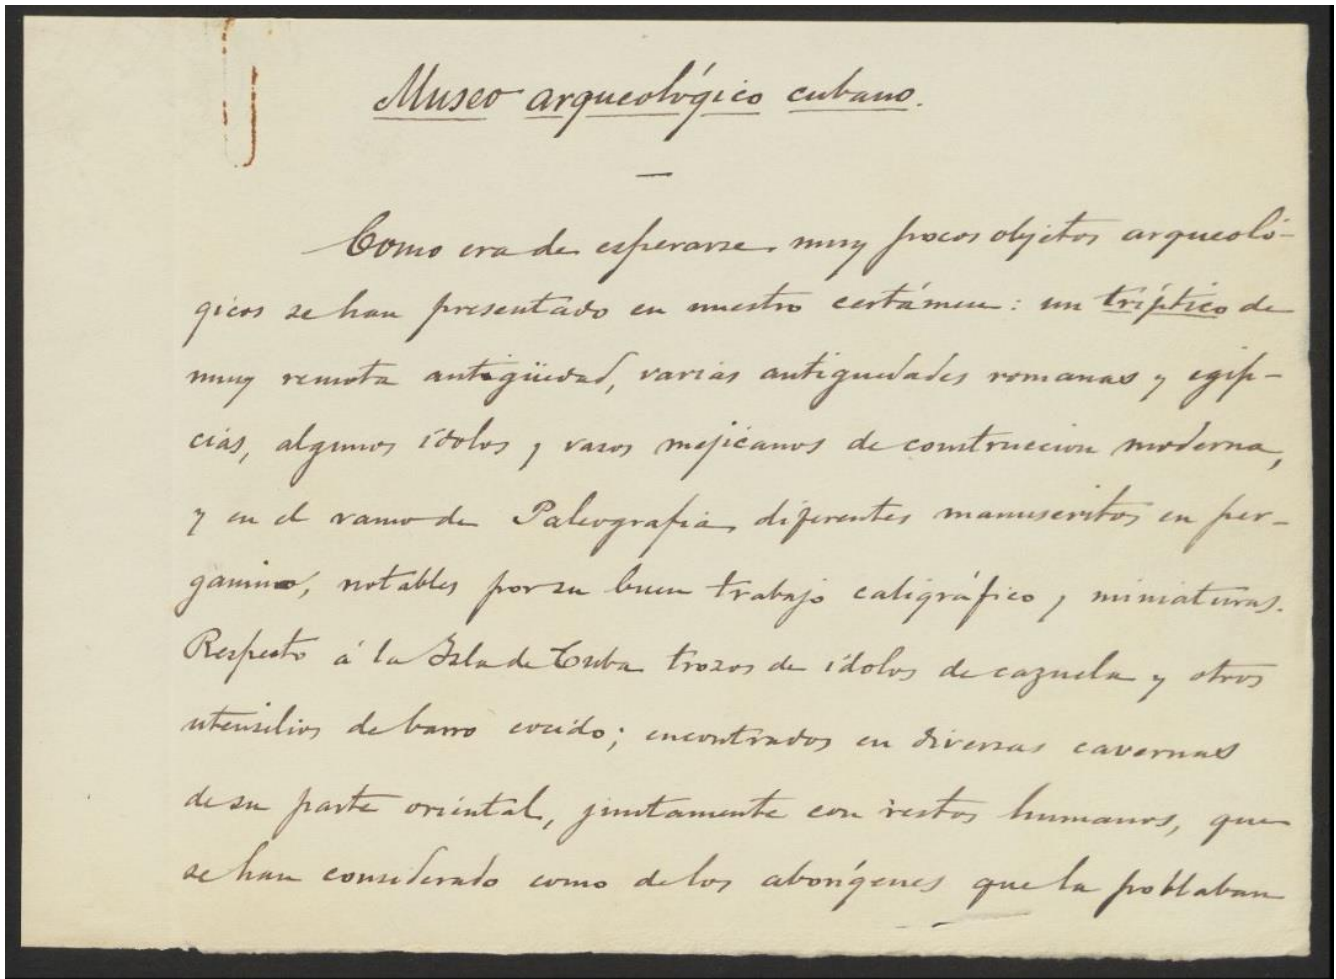 Museo arqueológico cubano.
—
Como era de esperarse muy pocos objetos arqueoló-
gicos se han presentado en nuestro certámen: un tríptico de
muy remota antigüedad, varias antiguedades romanas y egip-
cias, algunos ídolos y vasos mejicanos de construccion moderna,
y en el ramo de Paleografia, diferentes manuscritos en per-
gamino, notables por su buen trabajo caligráfico y miniaturas.
Respecto á la Isla de Cuba trozos de ídolos de cazuela y otros
utensilios de barro cocido; encontrados en diversas cavernas
de su parte oriental, juntamente con restos humanos, que
se han considerado como de los aborígenes que la poblaban